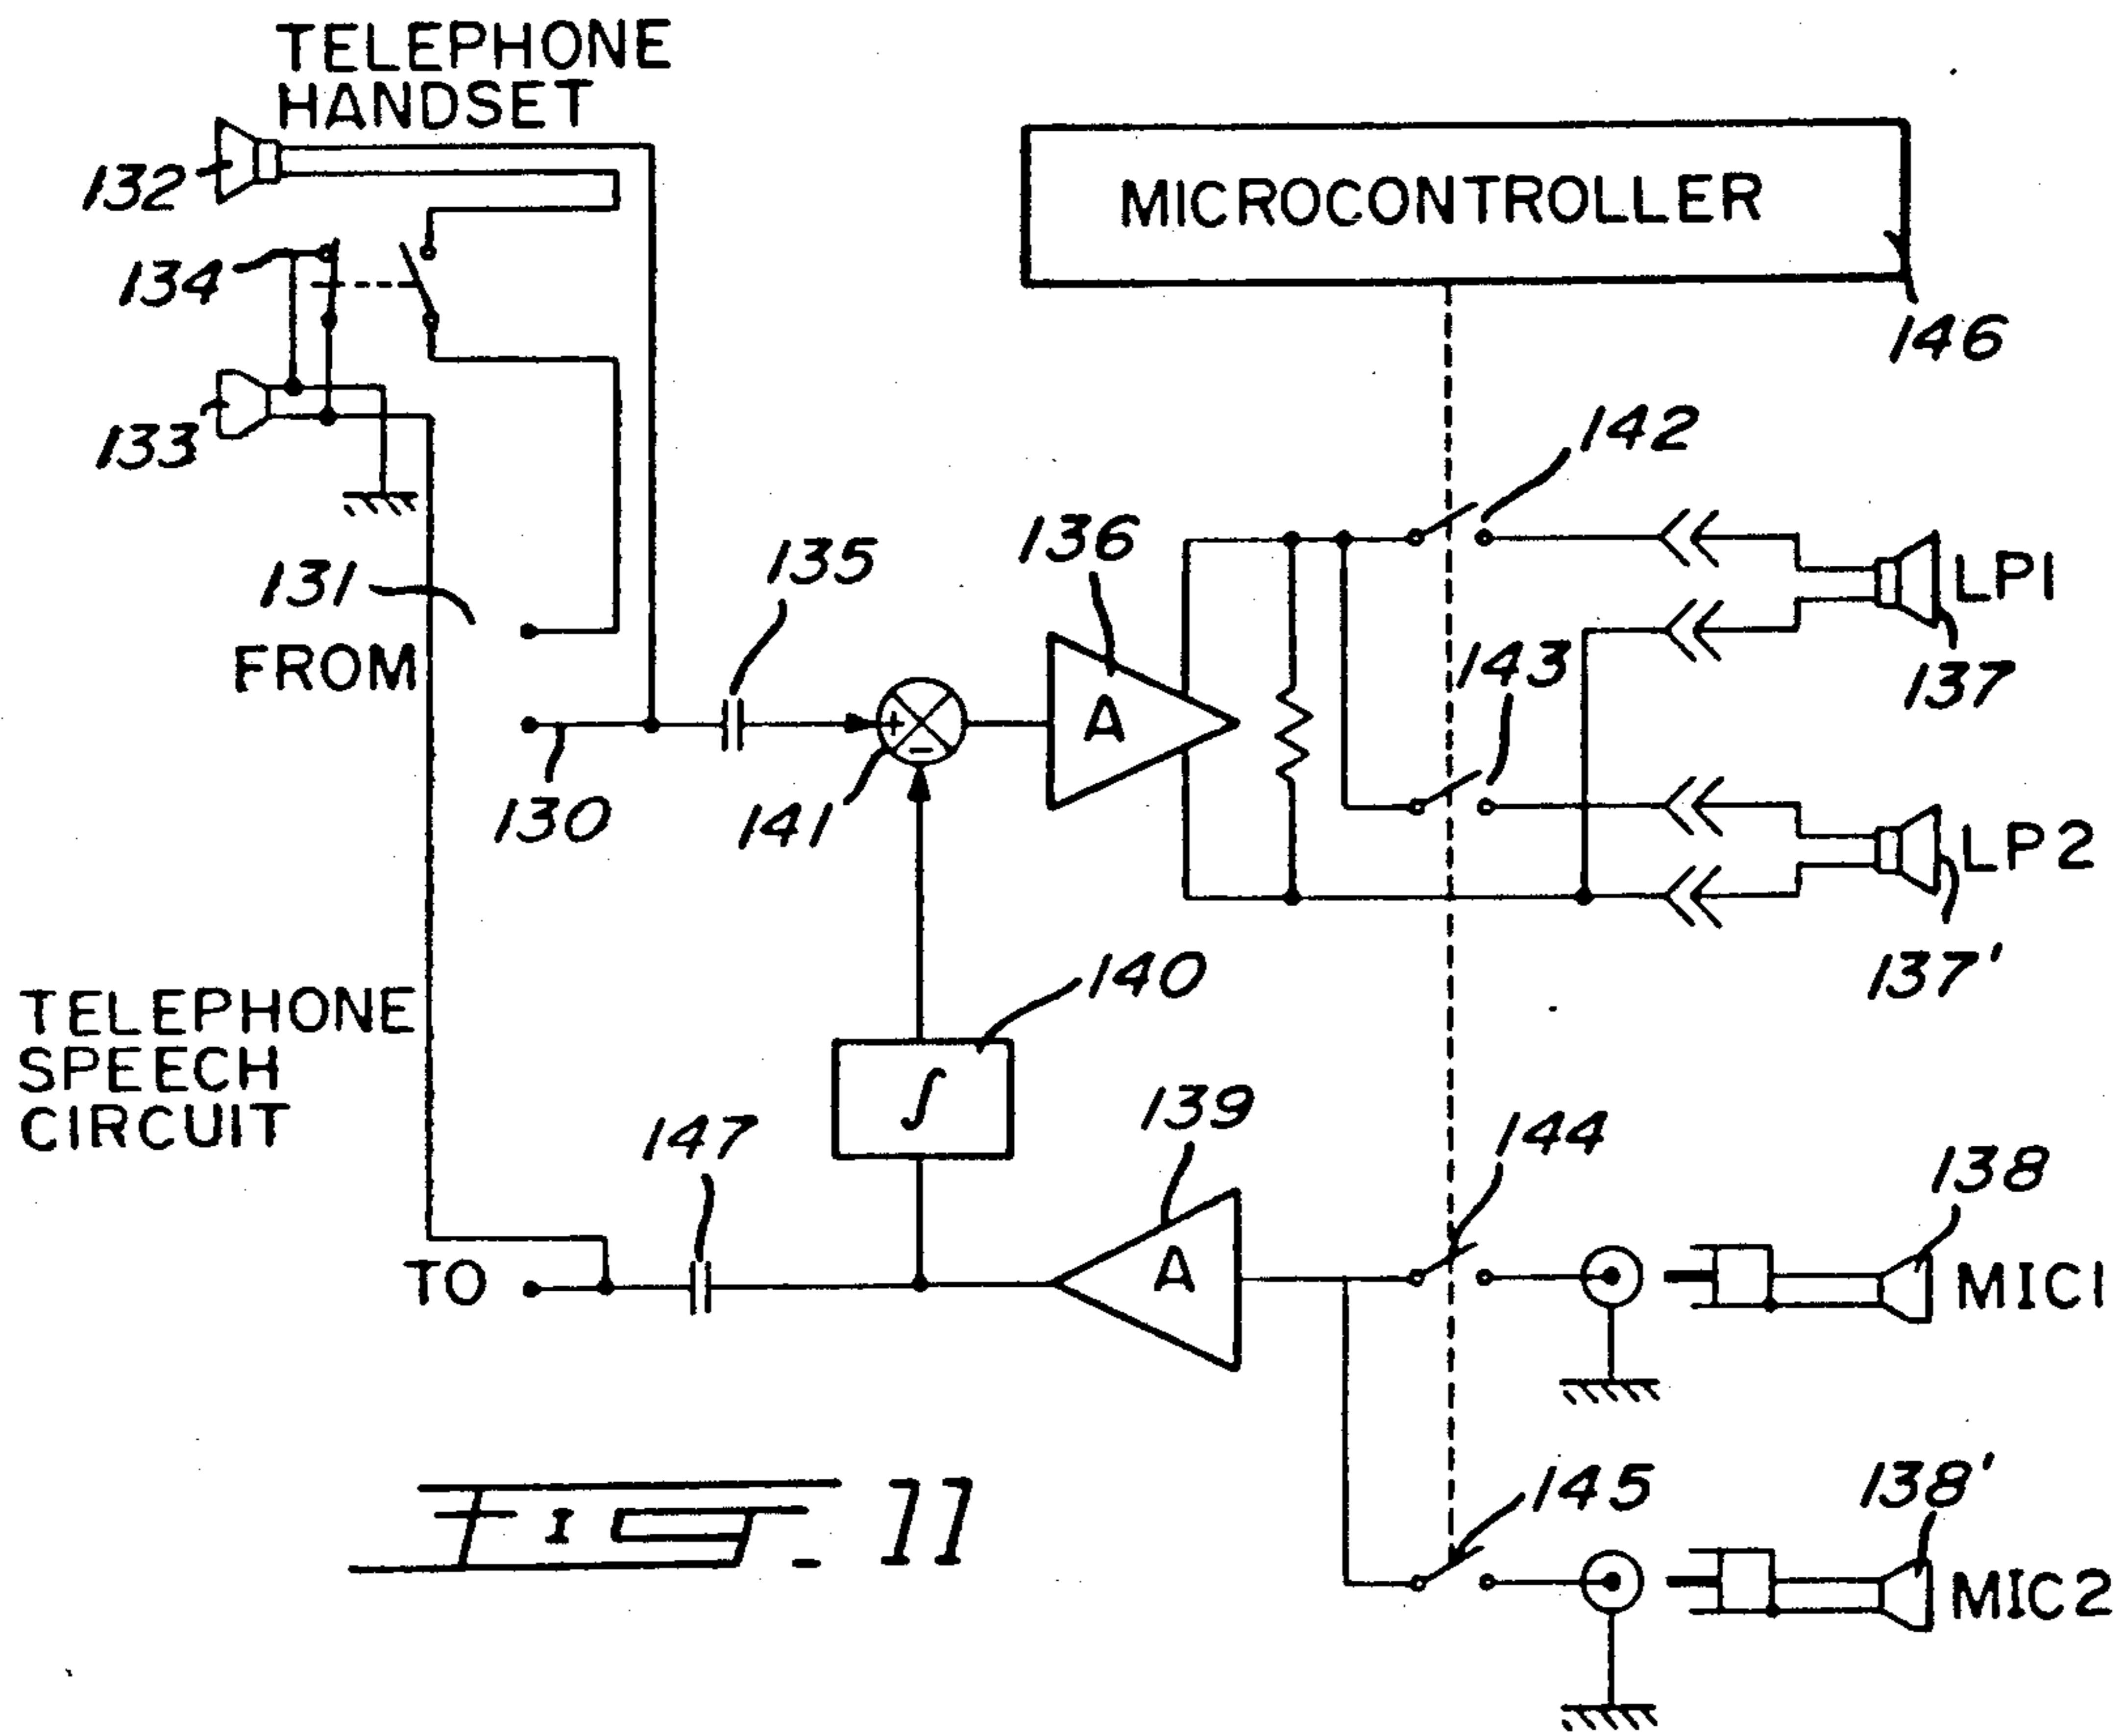 TELEPHONE
HANDSET
132
134
133
MICROCONTROLLER
146
142
136
135
131
FROM
LP1
143
137
130
141
+
−
A
LP2
137'
140
TELEPHONE
SPEECH
CIRCUIT
∫
139
147
144
138
TO
A
MIC1
145
138'
MIC2
FIG-11